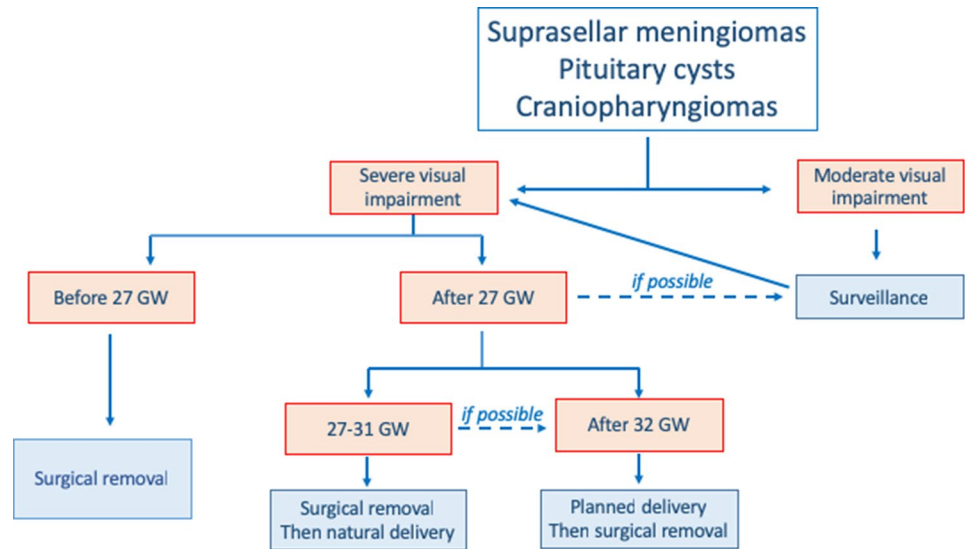 Suprasellar meningiomas
Pituitary cysts
Craniopharyngiomas
Severe visual
impairment
Moderate visual
impairment
Before 27 GW
After 27 GW
if possible
Surveillance
27-31 GW
if possible
After 32 GW
Surgical removal
Surgical removal
Then natural delivery
Planned delivery
Then surgical removal